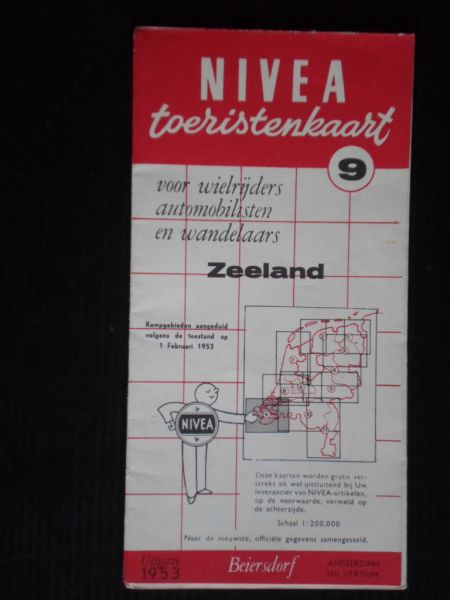 NIVEA
toeristenkaart
9
voor wielrijders
automobilisten
en wandelaars
Zeeland
Rampgebieden aangeduid
volgens de toestand op
1 Februari 1953
NIVEA
Deze kaarten worden gratis ver-
strekt en wel uitsluitend bij Uw
leverancier van NIVEA-artikelen,
op de voorwaarde, vermeld op
de achterzijde.
Schaal 1:200.000
Naar de nieuwste, officiële gegevens samengesteld.
Uitgave
1953
Beiersdorf
AMSTERDAM
HILVERSUM